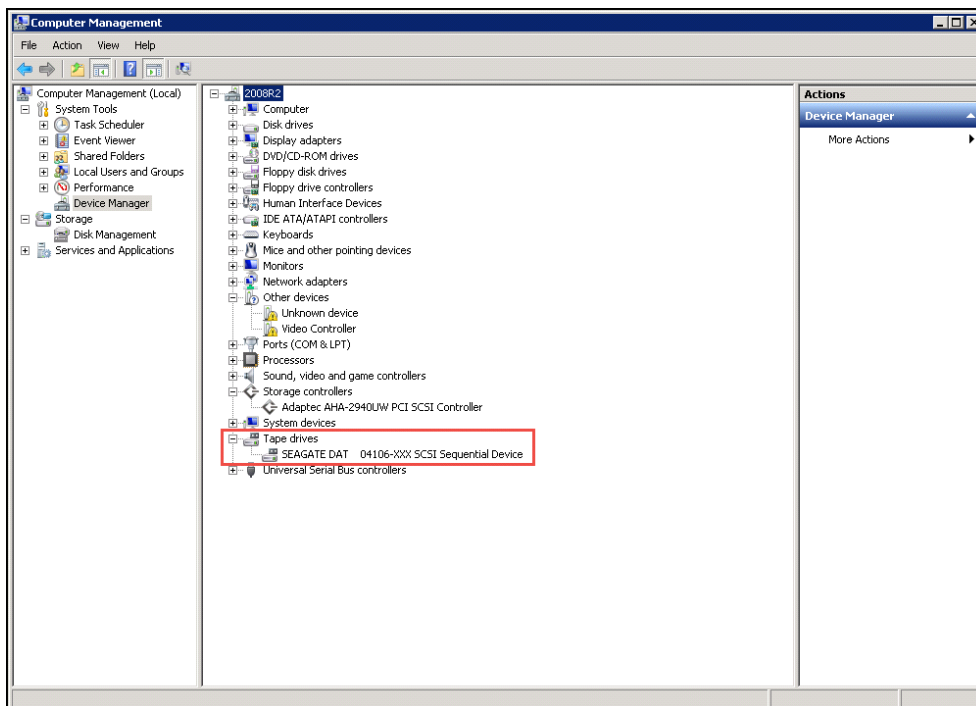 Computer Management
File Action View Help
Computer Management (Local)
System Tools
Task Scheduler
Event Viewer
Shared Folders
Local Users and Groups
Performance
Device Manager
Storage
Disk Management
Services and Applications
2008R2
Computer
Disk drives
Display adapters
DVD/CD-ROM drives
Floppy disk drives
Floppy drive controllers
Human Interface Devices
IDE ATA/ATAPI controllers
Keyboards
Mice and other pointing devices
Monitors
Network adapters
Other devices
Unknown device
Video Controller
Ports (COM & LPT)
Processors
Sound, video and game controllers
Storage controllers
Adaptec AHA-2940UW PCI SCSI Controller
System devices
Tape drives
SEAGATE DAT 04106-XXX SCSI Sequential Device
Universal Serial Bus controllers
Actions
Device Manager
More Actions